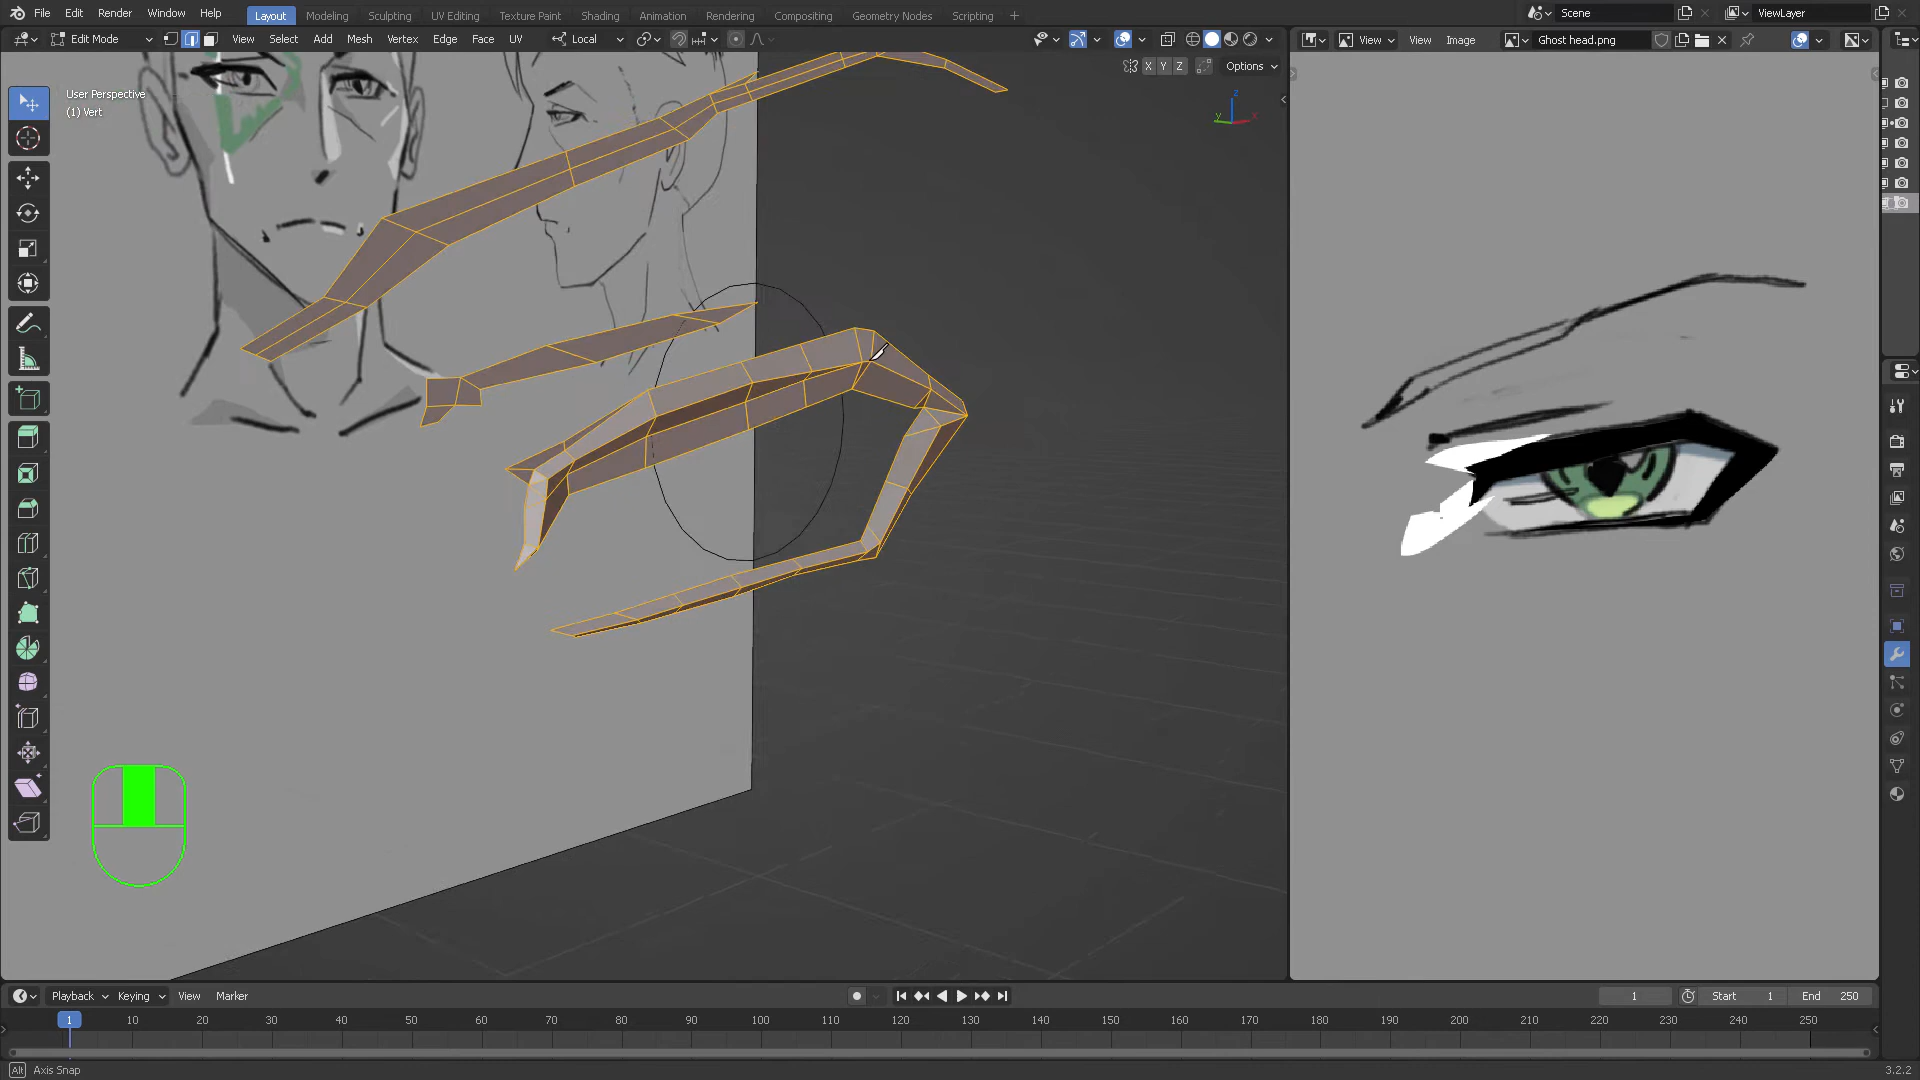 File Edit Render Window Help Layout Modeling Sculpting UV Editing Texture Paint Shading Animation Rendering Compositing Geometry Nodes Scripting + Scene ViewLayer
Edit Mode View Select Add Mesh Vertex Edge Face UV Local View View Image Ghost head.png
X Y Z Options
User Perspective
(1) Vert
z
y x
Playback Keying View Marker 1 Start 1 End 250
1 10 20 30 40 50 60 70 80 90 100 110 120 130 140 150 160 170 180 190 200 210 220 230 240 250
Alt Axis Snap 3.2.2